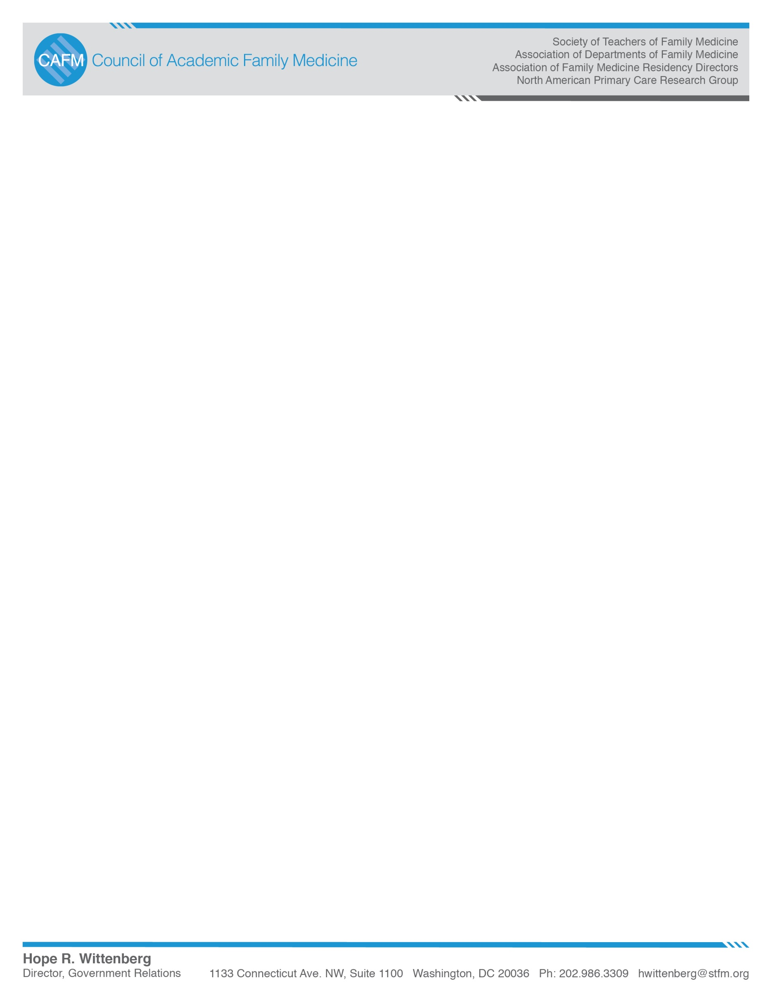 CAFM Council of Academic Family Medicine
Society of Teachers of Family Medicine
Association of Departments of Family Medicine
Association of Family Medicine Residency Directors
North American Primary Care Research Group
Hope R. Wittenberg
Director, Government Relations 1133 Connecticut Ave. NW, Suite 1100 Washington, DC 20036 Ph: 202.986.3309 hwittenberg@stfm.org